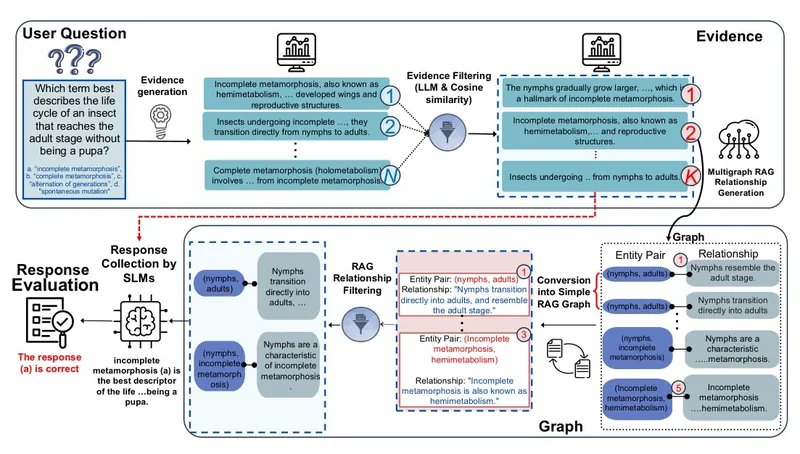 User Question
Evidence
Which term best
describes the life
cycle of an insect
that reaches the
adult stage without
being a pupa?
a. "incomplete metamorphosis",
b. "complete metamorphosis", c.
"alternation of generations", d.
"spontaneous mutation"
Evidence
generation
Incomplete metamorphosis, also known as
hemimetabolism, … developed wings and
reproductive structures.
1
Insects undergoing incomplete …, they
transition directly from nymphs to adults.
2
Complete metamorphosis (holometabolism)
involves … from incomplete metamorphosis.
N
Evidence Filtering
(LLM & Cosine
similarity)
The nymphs gradually grow larger, …, which is
a hallmark of incomplete metamorphosis.
1
Incomplete metamorphosis, also known as
hemimetabolism,… and reproductive
structures.
2
Insects undergoing .. from nymphs to adults.
K
Multigraph RAG
Relationship
Generation
Graph
Entity Pair
Relationship
(nymphs, adults)
1
Nymphs resemble the
adult stage.
(nymphs, adults)
Nymphs transition
directly into adults
(nymphs,
incomplete
metamorphosis)
Nymphs are a
characteristic
…..metamorphosis.
(Incomplete
metamorphosis,
hemimetabolism)
5
Incomplete
metamorphosis
….hemimetabolism.
Conversion
into Simple
RAG Graph
1
Entity Pair: (nymphs, adults)
Relationship: "Nymphs transition
directly into adults, and resemble
the adult stage."
3
Entity Pair: (Incomplete
metamorphosis,
hemimetabolism)
Relationship: "Incomplete
metamorphosis is also known as
hemimetabolism."
RAG
Relationship
Filtering
(nymphs,
adults)
Nymphs
transition
directly into
adults, …
(nymphs,
incomplete
metamorph
osis)
Nymphs are a
characteristic
of incomplete
metamorphosis
.
Response
Collection by
SLMs
incomplete
metamorphosis (a) is
the best descriptor
of the life …being a
pupa.
Response
Evaluation
The response
(a) is correct
Graph